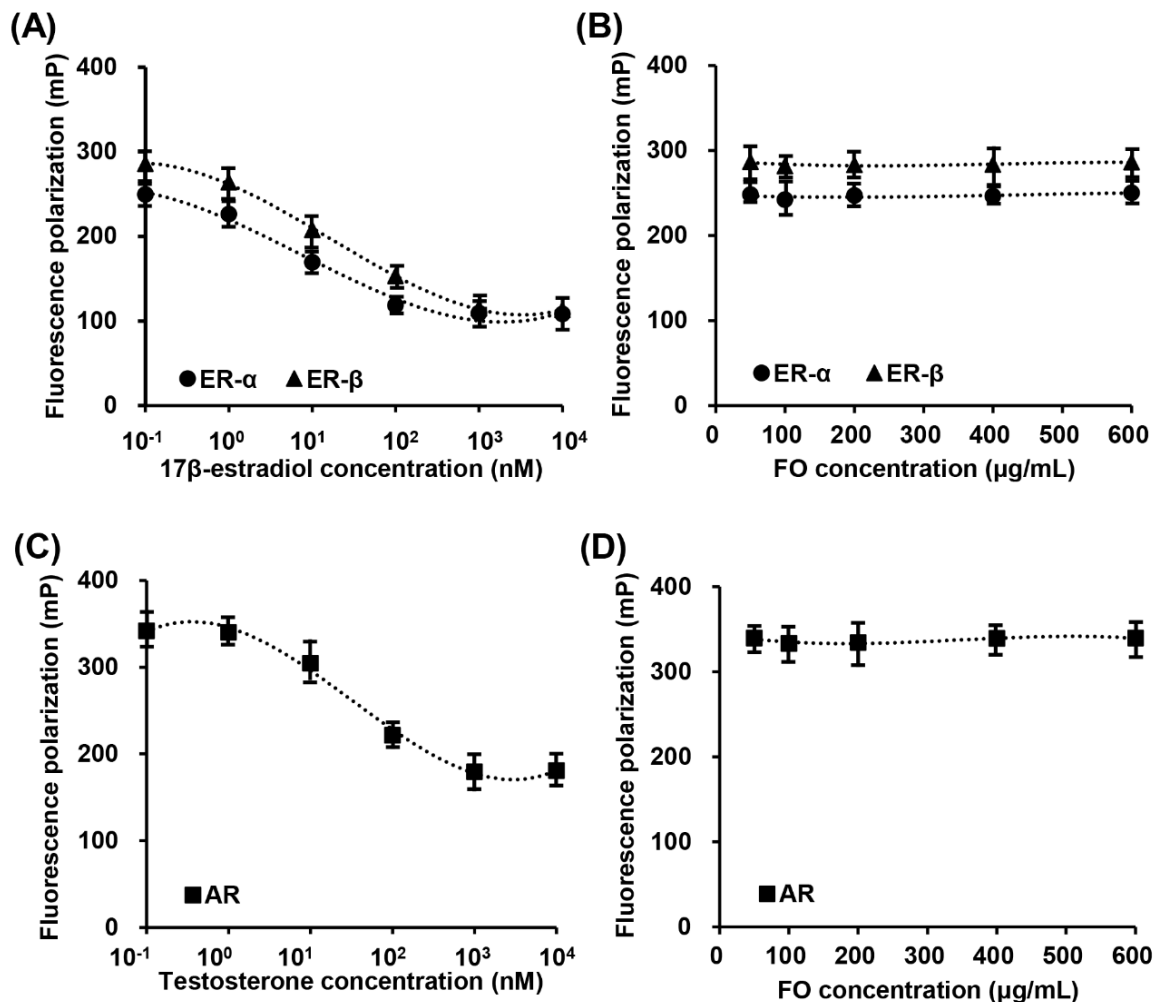 (A)
Fluorescence polarization (mP)
400
300
200
100
0
ER-α ER-β
10⁻¹ 10⁰ 10¹ 10² 10³ 10⁴
17β-estradiol concentration (nM)
(B)
Fluorescence polarization (mP)
400
300
200
100
0
ER-α ER-β
0 100 200 300 400 500 600
FO concentration (µg/mL)
(C)
Fluorescence polarization (mP)
400
300
200
100
0
AR
10⁻¹ 10⁰ 10¹ 10² 10³ 10⁴
Testosterone concentration (nM)
(D)
Fluorescence polarization (mP)
400
300
200
100
0
AR
0 100 200 300 400 500 600
FO concentration (µg/mL)